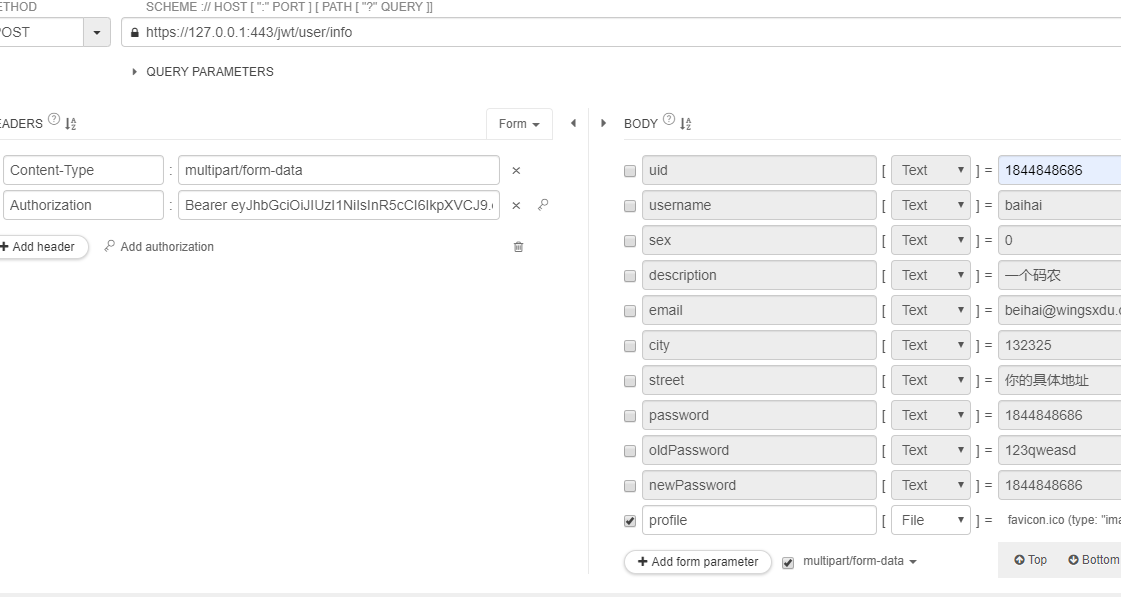 ETHOD SCHEME :// HOST [ ":" PORT ] [ PATH [ "?" QUERY ]]
POST https://127.0.0.1:443/jwt/user/info
QUERY PARAMETERS
EADERS ? Form BODY ?
Content-Type : multipart/form-data ×
Authorization : Bearer eyJhbGciOiJIUzI1NiIsInR5cCI6IkpXVCJ9. ×
+ Add header Add authorization
uid [ Text ] = 1844848686
username [ Text ] = baihai
sex [ Text ] = 0
description [ Text ] = 一个码农
email [ Text ] = beihai@wingsxdu.
city [ Text ] = 132325
street [ Text ] = 你的具体地址
password [ Text ] = 1844848686
oldPassword [ Text ] = 123qweasd
newPassword [ Text ] = 1844848686
profile [ File ] = favicon.ico (type: "ima
+ Add form parameter multipart/form-data Top Bottom